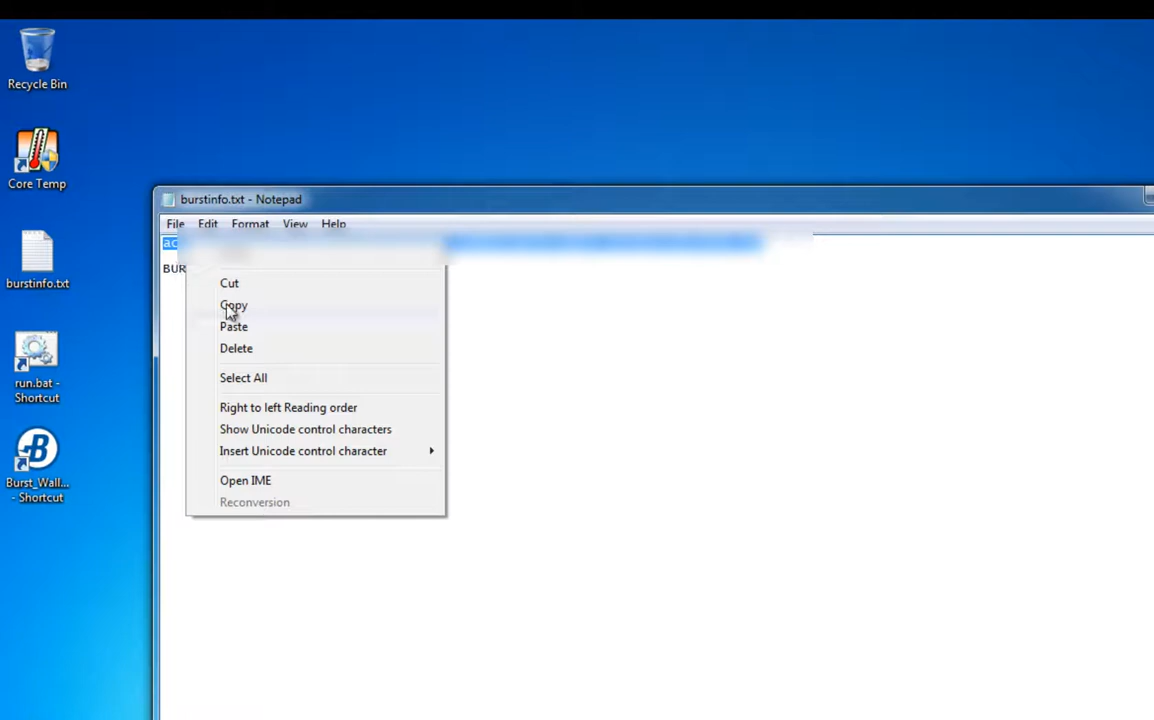 Recycle Bin
Core Temp
burstinfo.txt
run.bat -
Shortcut
Burst_Wall...
- Shortcut
burstinfo.txt - Notepad
File Edit Format View Help
Cut
Copy
Paste
Delete
Select All
Right to left Reading order
Show Unicode control characters
Insert Unicode control character
Open IME
Reconversion